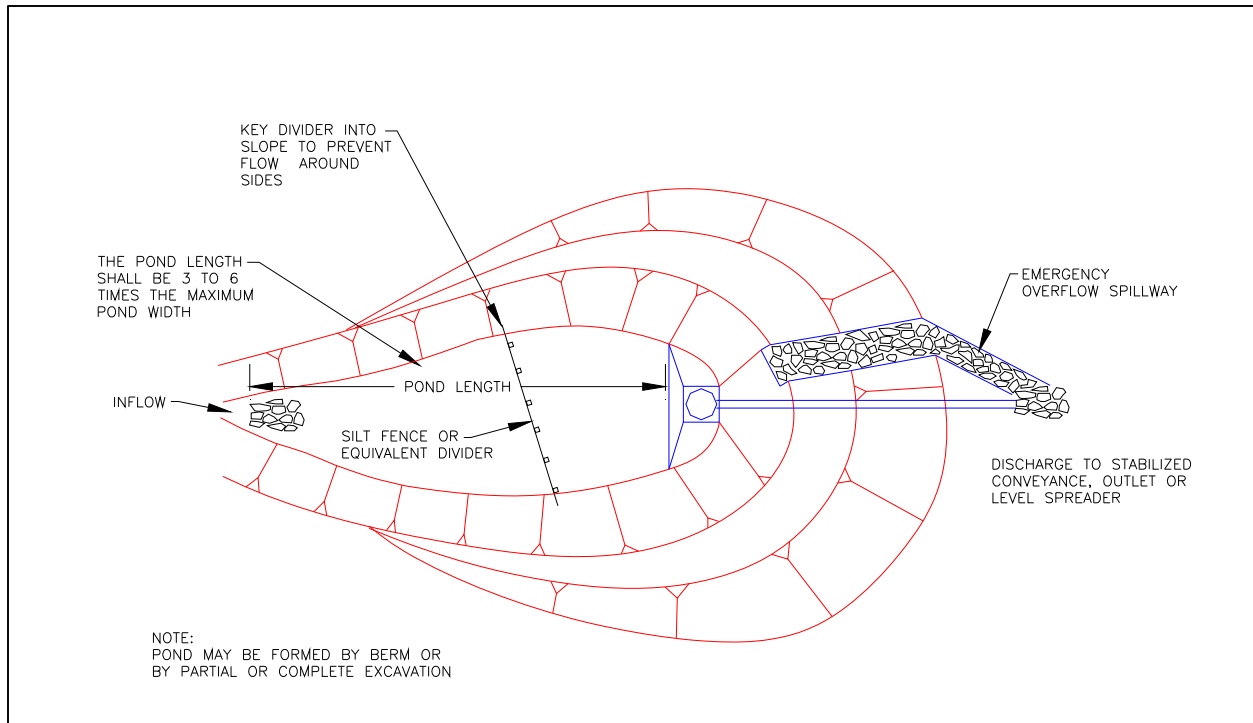 KEY DIVIDER INTO
SLOPE TO PREVENT
FLOW AROUND
SIDES
THE POND LENGTH
SHALL BE 3 TO 6
TIMES THE MAXIMUM
POND WIDTH
EMERGENCY
OVERFLOW SPILLWAY
POND LENGTH
INFLOW
SILT FENCE OR
EQUIVALENT DIVIDER
DISCHARGE TO STABILIZED
CONVEYANCE, OUTLET OR
LEVEL SPREADER
NOTE:
POND MAY BE FORMED BY BERM OR
BY PARTIAL OR COMPLETE EXCAVATION